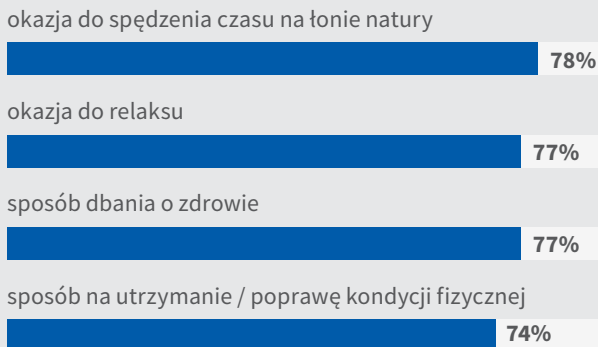 okazja do spędzenia czasu na łonie natury
78%
okazja do relaksu
77%
sposób dbania o zdrowie
77%
sposób na utrzymanie / poprawę kondycji fizycznej
74%